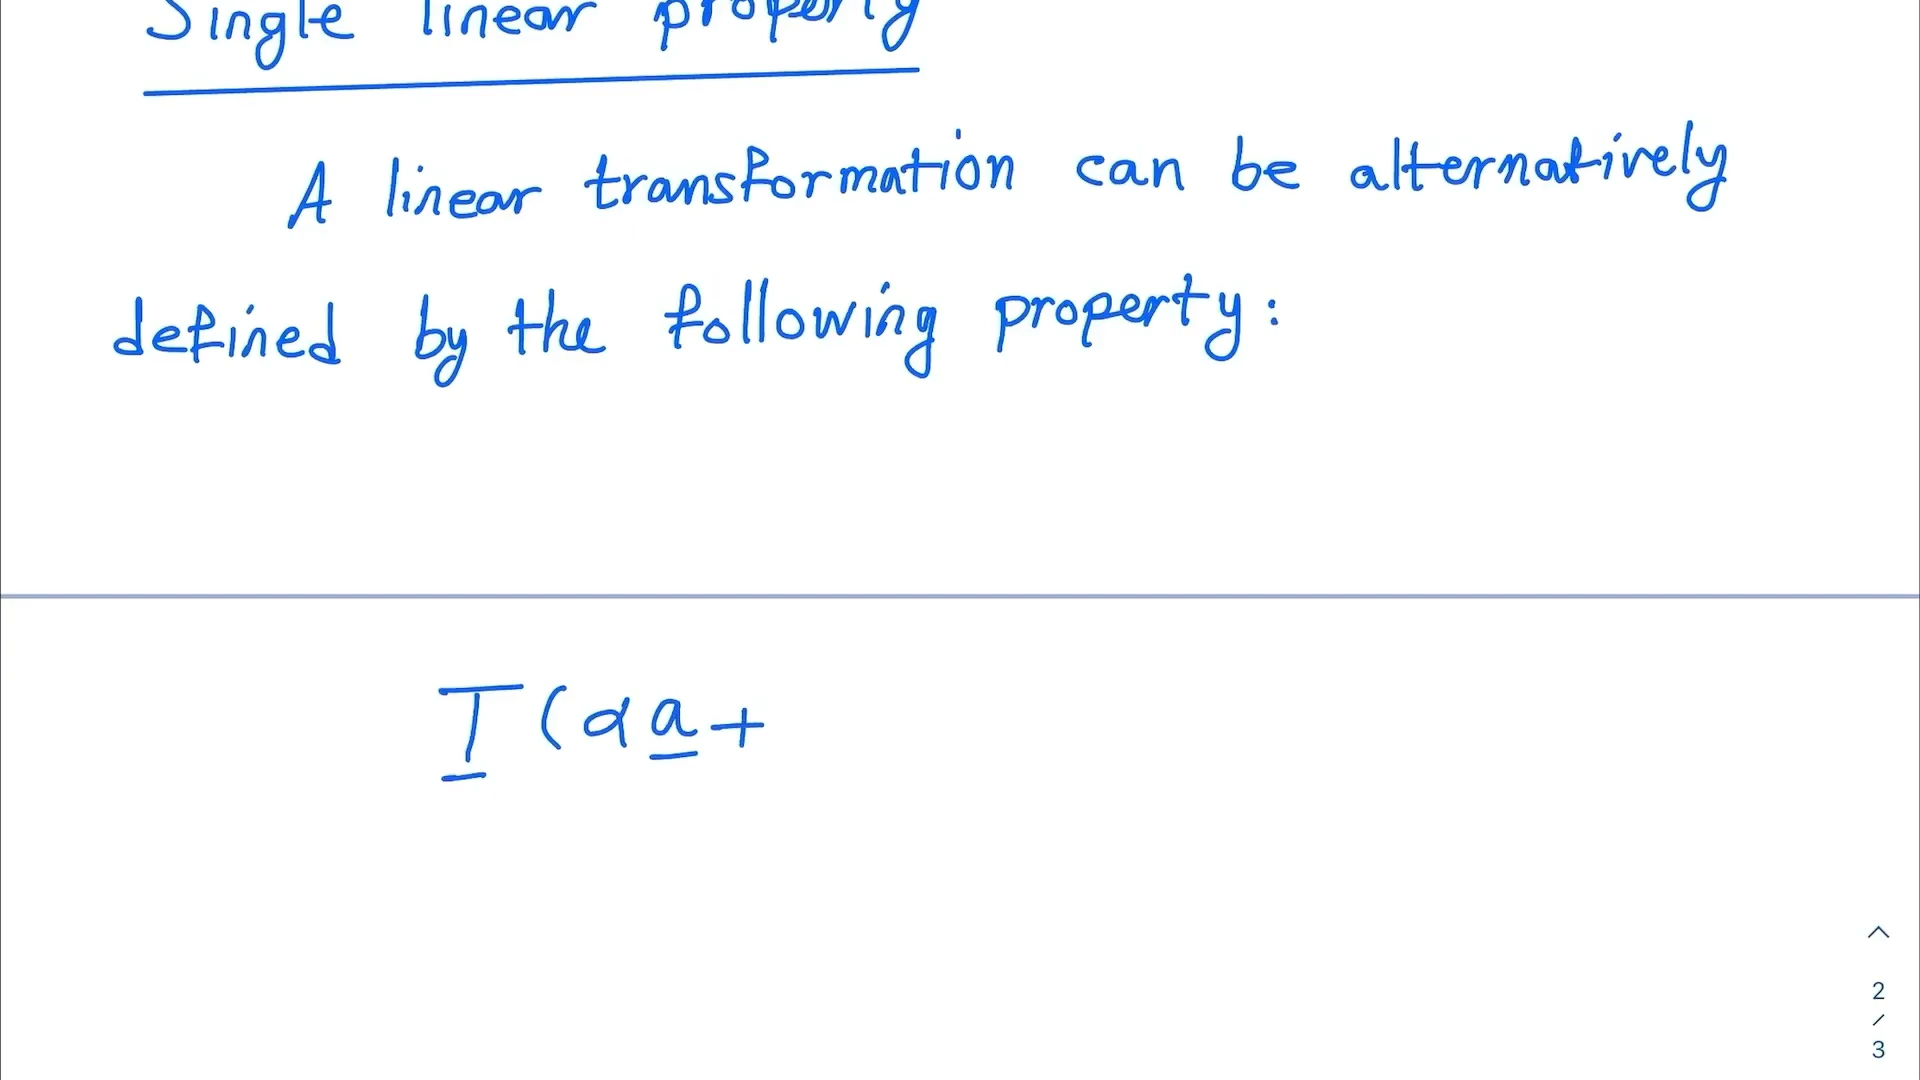 Single linear property
A linear transformation can be alternatively
defined by the following property:
T(αa+
2
/
3